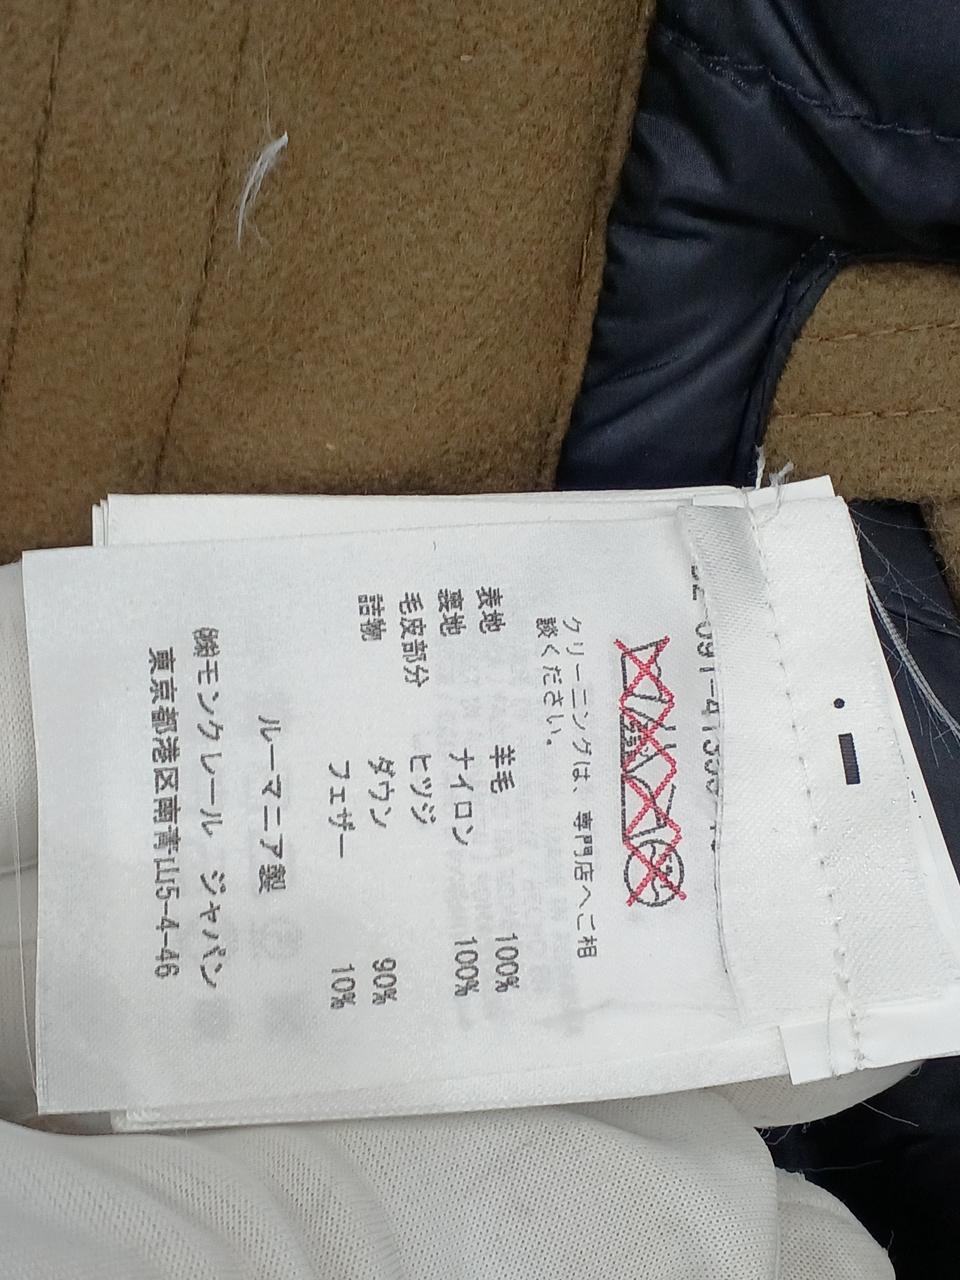 クリーニングは、専門店へご相
談ください。
表地 羊毛 100%
裏地 ナイロン 100%
毛皮部分 ヒツジ
詰物 ダウン 90%
フェザー 10%
ルーマニア製
㈱モンクレール ジャパン
東京都港区南青山5-4-46